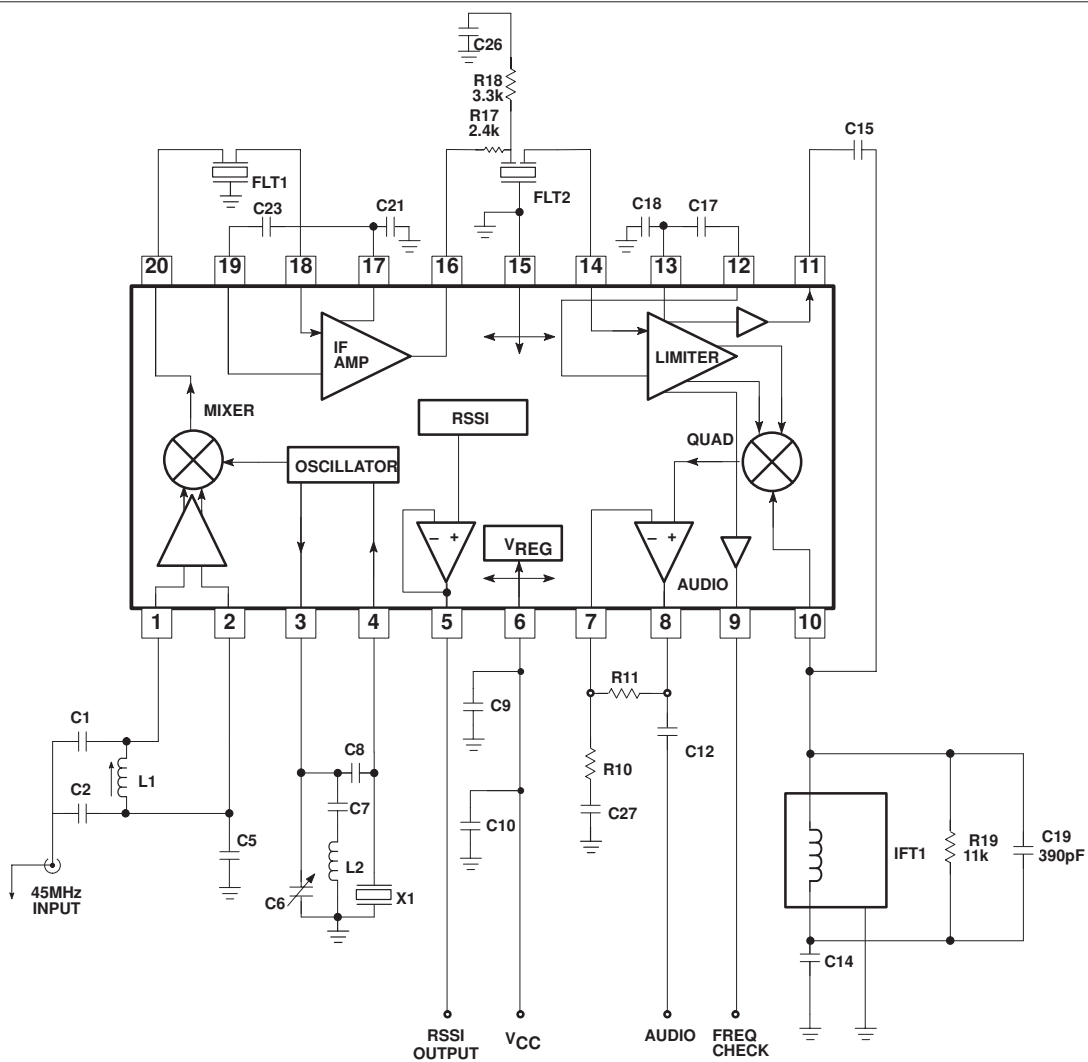 C26
R18
3.3k
R17
2.4k
C15
FLT1
FLT2
C23
C21
C18
C17
20
19
18
17
16
15
14
13
12
11
IF
AMP
LIMITER
MIXER
RSSI
QUAD
OSCILLATOR
– +
VREG
– +
AUDIO
1
2
3
4
5
6
7
8
9
10
R11
C9
C1
C12
C8
L1
R10
C2
C7
C10
C27
C5
IFT1
R19
11k
C19
390pF
L2
45MHz
INPUT
C6
X1
C14
RSSI
OUTPUT
VCC
AUDIO
FREQ
CHECK